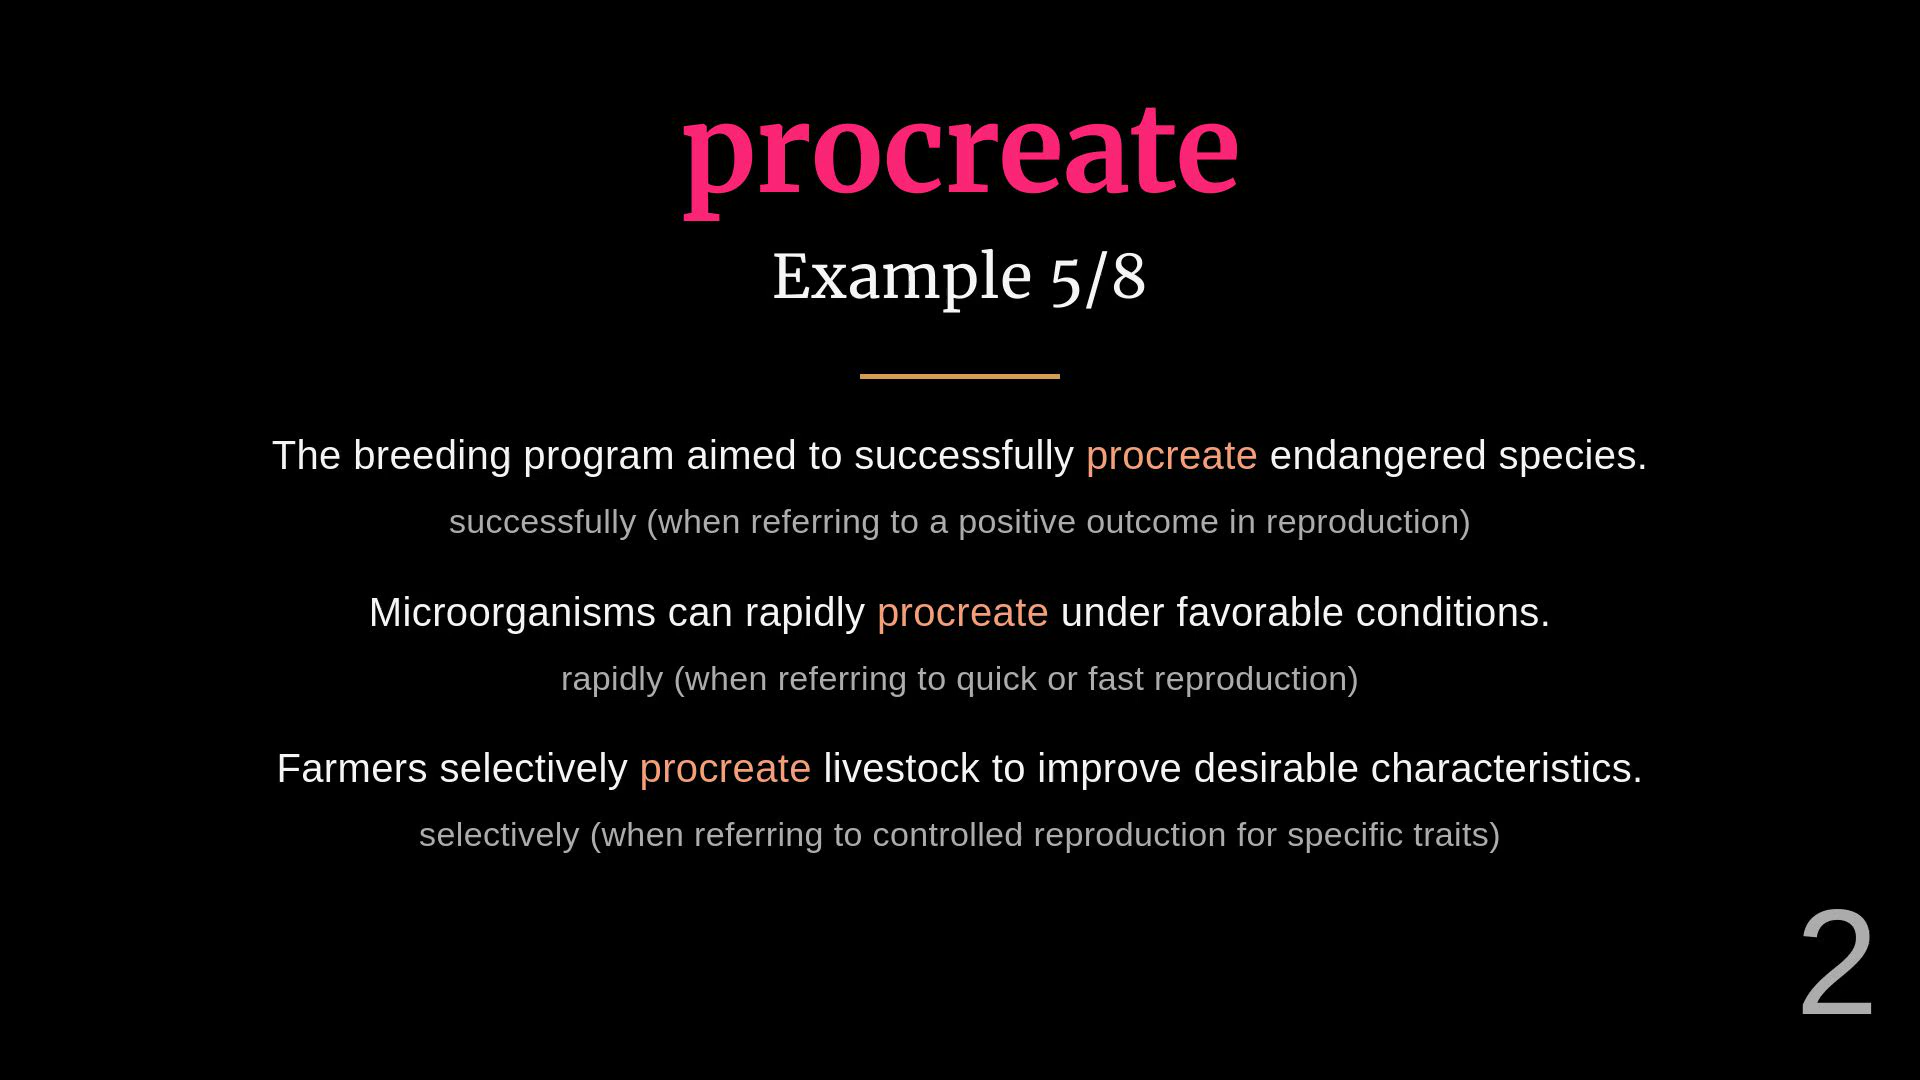 procreate
Example 5/8
The breeding program aimed to successfully procreate endangered species.
successfully (when referring to a positive outcome in reproduction)
Microorganisms can rapidly procreate under favorable conditions.
rapidly (when referring to quick or fast reproduction)
Farmers selectively procreate livestock to improve desirable characteristics.
selectively (when referring to controlled reproduction for specific traits)
2